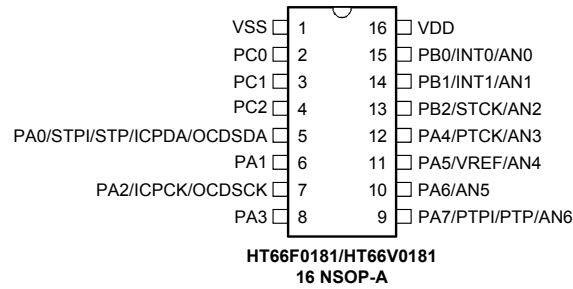 VSS 1 16 VDD
PC0 2 15 PB0/INT0/AN0
PC1 3 14 PB1/INT1/AN1
PC2 4 13 PB2/STCK/AN2
PA0/STPI/STP/ICPDA/OCDSDA 5 12 PA4/PTCK/AN3
PA1 6 11 PA5/VREF/AN4
PA2/ICPCK/OCDSCK 7 10 PA6/AN5
PA3 8 9 PA7/PTPI/PTP/AN6
HT66F0181/HT66V0181
16 NSOP-A